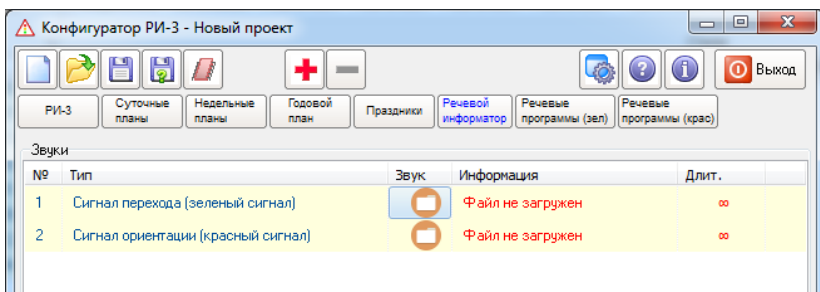 Конфигуратор РИ-3 - Новый проект
Выход
РИ-3
Суточные
планы
Недельные
планы
Годовой
план
Праздники
Речевой
информатор
Речевые
программы (зел)
Речевые
программы (крас)
Звуки
№ Тип Звук Информация Длит.
1 Сигнал перехода (зеленый сигнал) Файл не загружен ∞
2 Сигнал ориентации (красный сигнал) Файл не загружен ∞